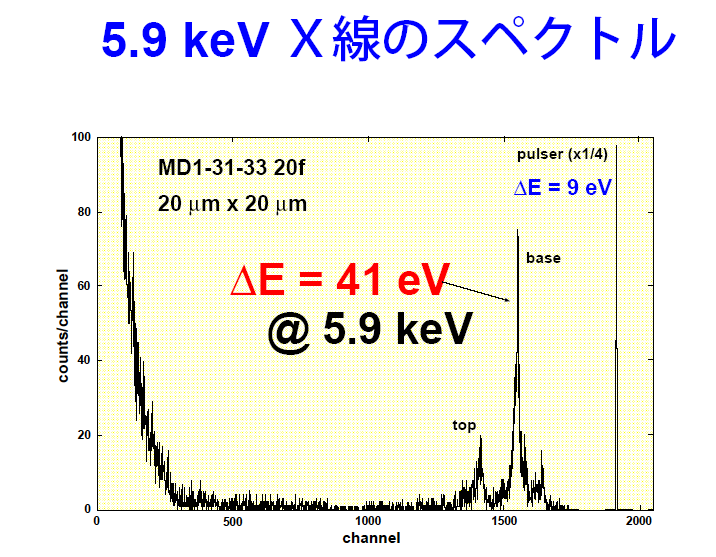 5.9 keV X線のスペクトル
100
80
60
40
20
0
counts/channel
MD1-31-33 20f
20 μm x 20 μm
pulser (x1/4)
ΔE = 9 eV
base
ΔE = 41 eV
@ 5.9 keV
top
0
500
1000
1500
2000
channel